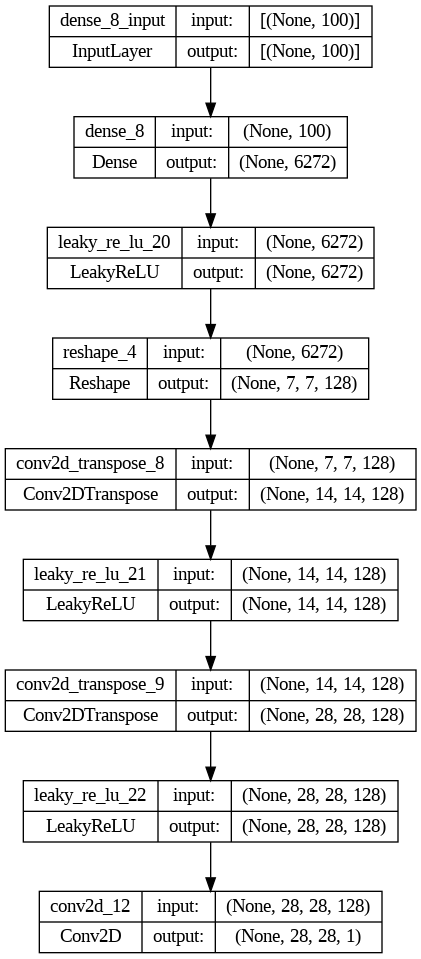 dense_8_input input: [(None, 100)]
InputLayer output: [(None, 100)]
dense_8 input: (None, 100)
Dense output: (None, 6272)
leaky_re_lu_20 input: (None, 6272)
LeakyReLU output: (None, 6272)
reshape_4 input: (None, 6272)
Reshape output: (None, 7, 7, 128)
conv2d_transpose_8 input: (None, 7, 7, 128)
Conv2DTranspose output: (None, 14, 14, 128)
leaky_re_lu_21 input: (None, 14, 14, 128)
LeakyReLU output: (None, 14, 14, 128)
conv2d_transpose_9 input: (None, 14, 14, 128)
Conv2DTranspose output: (None, 28, 28, 128)
leaky_re_lu_22 input: (None, 28, 28, 128)
LeakyReLU output: (None, 28, 28, 128)
conv2d_12 input: (None, 28, 28, 128)
Conv2D output: (None, 28, 28, 1)